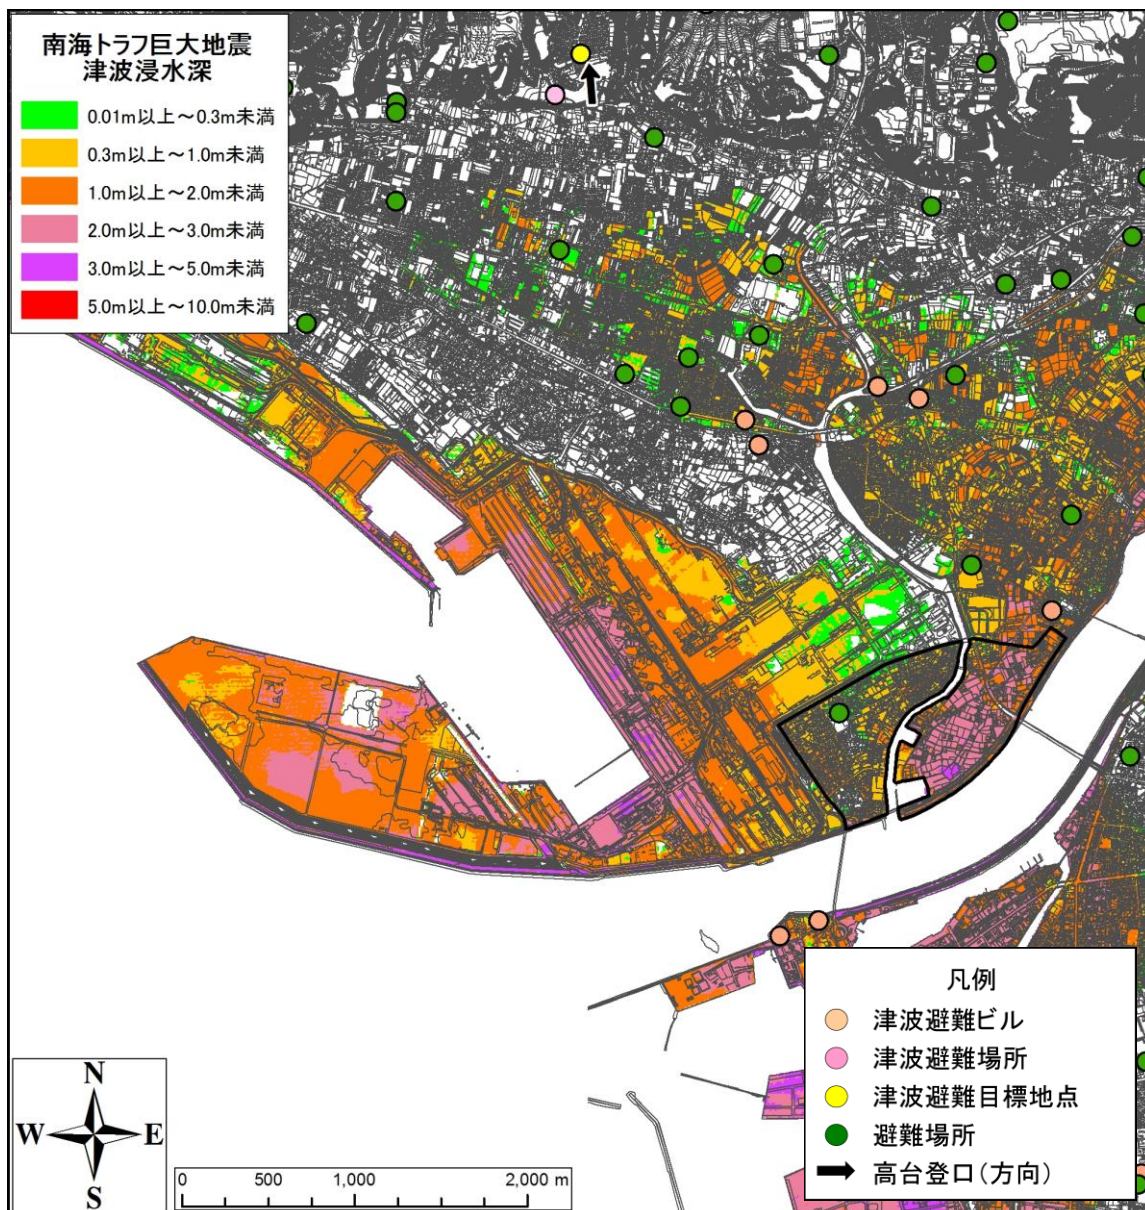 南海トラフ巨大地震
津波浸水深
0.01m以上～0.3m未満
0.3m以上～1.0m未満
1.0m以上～2.0m未満
2.0m以上～3.0m未満
3.0m以上～5.0m未満
5.0m以上～10.0m未満
凡例
津波避難ビル
津波避難場所
津波避難目標地点
避難場所
高台登口(方向)
N
W E
S
0 500 1,000 2,000 m